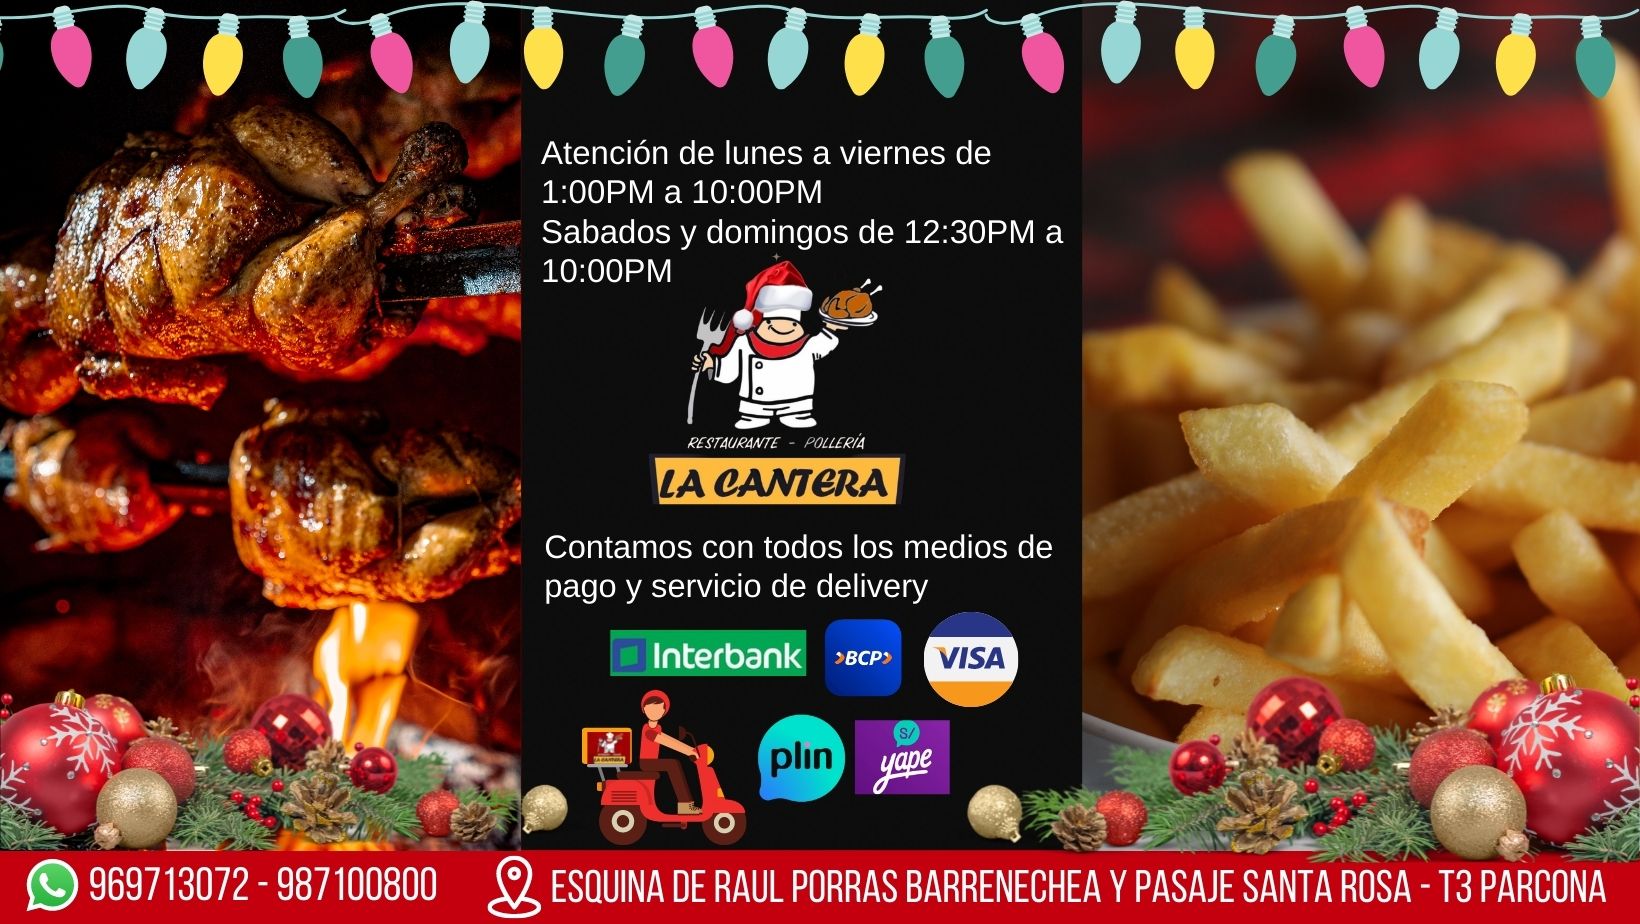 Atención de lunes a viernes de
1:00PM a 10:00PM
Sabados y domingos de 12:30PM a
10:00PM
RESTAURANTE - POLLERÍA
LA CANTERA
Contamos con todos los medios de
pago y servicio de delivery
Interbank
BCP
VISA
LA CANTERA
plin
S/
yape
969713072 - 987100800
ESQUINA DE RAUL PORRAS BARRENECHEA Y PASAJE SANTA ROSA - T3 PARCONA